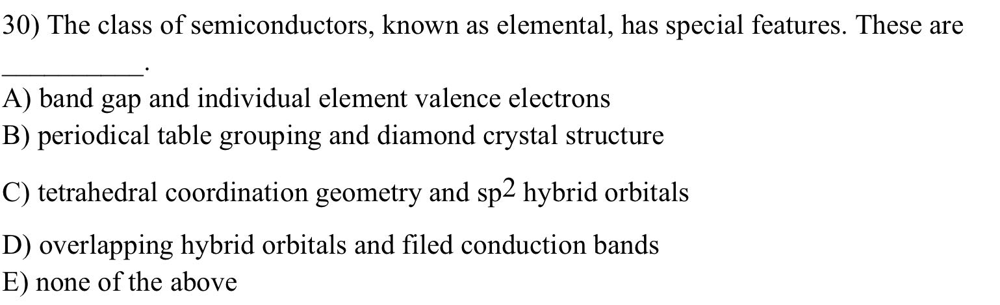 30) The class of semiconductors, known as elemental, has special features. These are
__________.
A) band gap and individual element valence electrons
B) periodical table grouping and diamond crystal structure
C) tetrahedral coordination geometry and sp2 hybrid orbitals
D) overlapping hybrid orbitals and filed conduction bands
E) none of the above